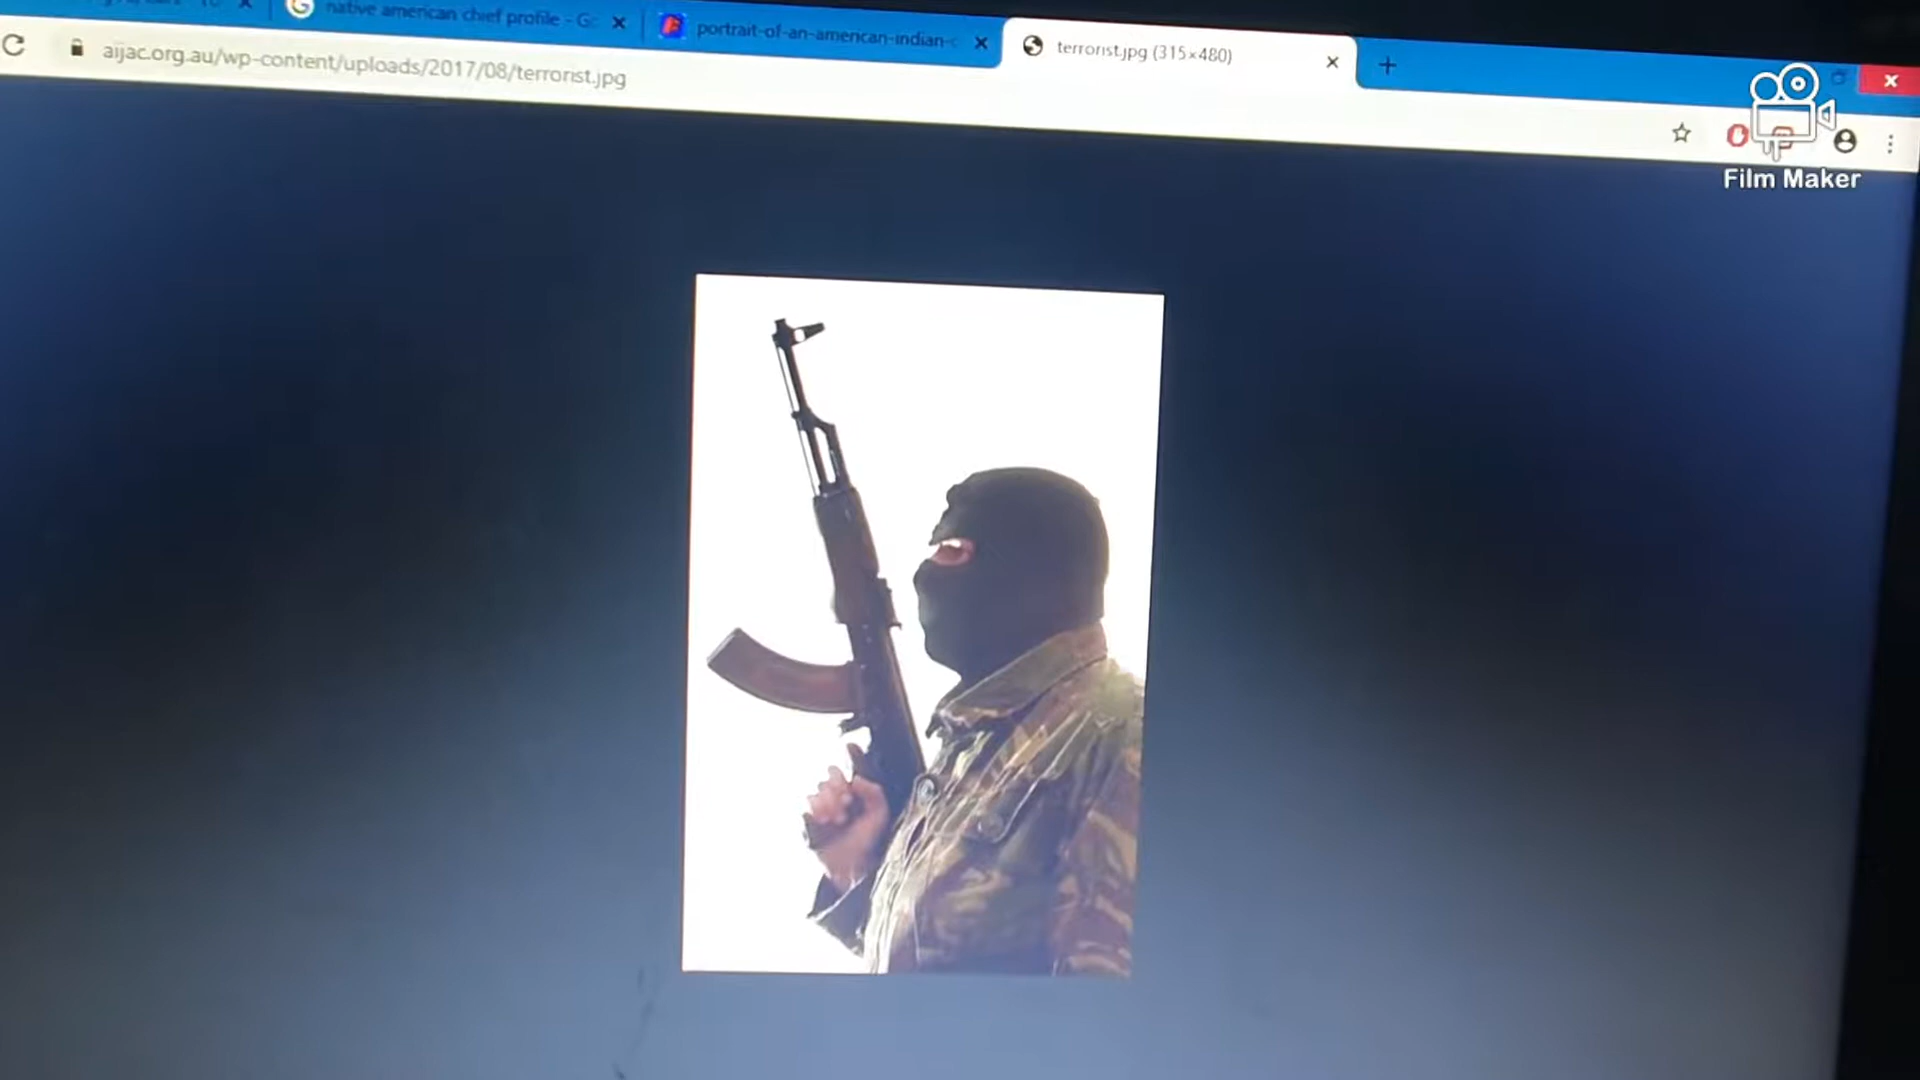 native american chief profile - Go
portrait-of-an-american-indian-c
terrorist.jpg (315×480)
aijac.org.au/wp-content/uploads/2017/08/terrorist.jpg
Film Maker